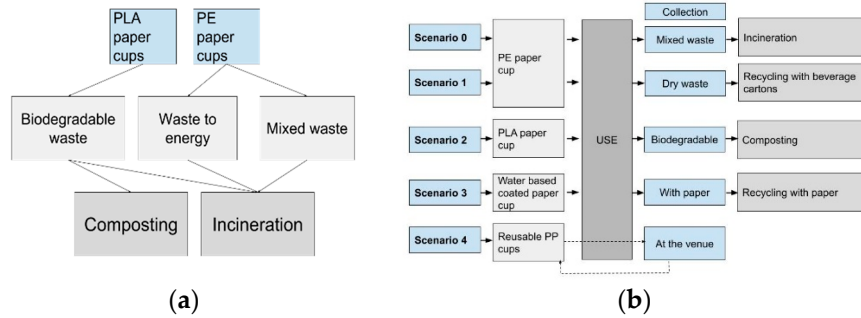 PLA
paper
cups
PE
paper
cups
Biodegradable
waste
Waste to
energy
Mixed waste
Composting
Incineration
(a)
Collection
Scenario 0
PE paper
cup
USE
Mixed waste
Incineration
Scenario 1
Dry waste
Recycling with beverage
cartons
Scenario 2
PLA paper
cup
Biodegradable
Composting
Scenario 3
Water based
coated paper
cup
With paper
Recycling with paper
Scenario 4
Reusable PP
cups
At the venue
(b)